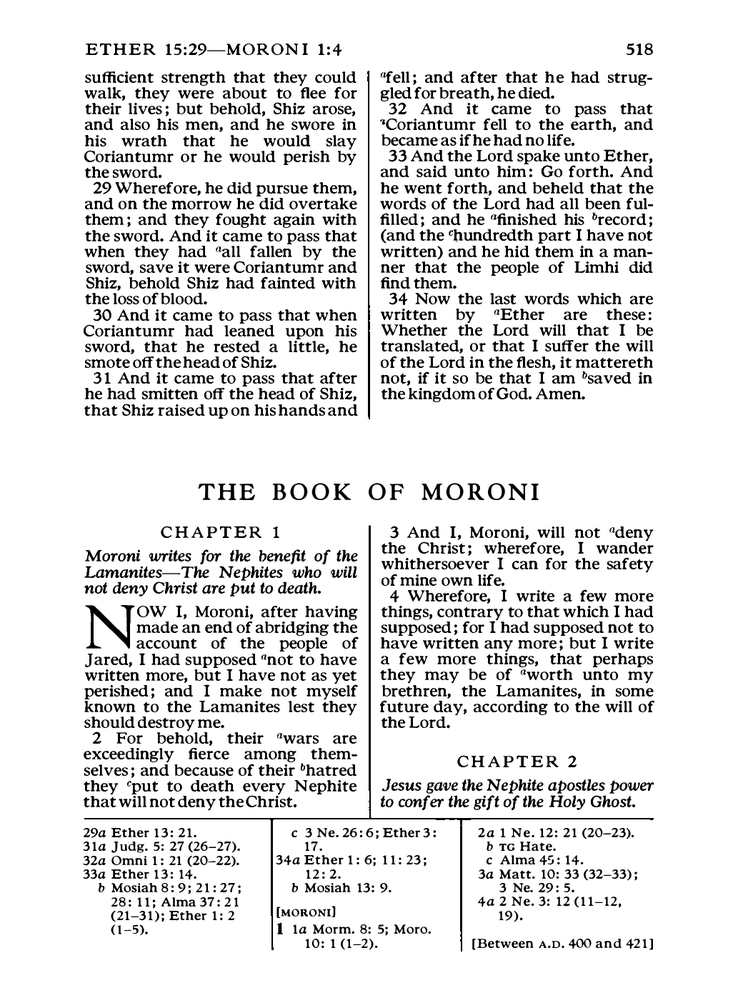 ETHER 15:29—MORONI 1:4 518
sufficient strength that they could
walk, they were about to flee for
their lives; but behold, Shiz arose,
and also his men, and he swore in
his wrath that he would slay
Coriantumr or he would perish by
the sword.
29 Wherefore, he did pursue them,
and on the morrow he did overtake
them; and they fought again with
the sword. And it came to pass that
when they had aall fallen by the
sword, save it were Coriantumr and
Shiz, behold Shiz had fainted with
the loss of blood.
30 And it came to pass that when
Coriantumr had leaned upon his
sword, that he rested a little, he
smote off the head of Shiz.
31 And it came to pass that after
he had smitten off the head of Shiz,
that Shiz raised up on his hands and
afell; and after that he had strug-
gled for breath, he died.
32 And it came to pass that
aCoriantumr fell to the earth, and
became as if he had no life.
33 And the Lord spake unto Ether,
and said unto him: Go forth. And
he went forth, and beheld that the
words of the Lord had all been ful-
filled; and he afinished his brecord;
(and the chundredth part I have not
written) and he hid them in a man-
ner that the people of Limhi did
find them.
34 Now the last words which are
written by aEther are these:
Whether the Lord will that I be
translated, or that I suffer the will
of the Lord in the flesh, it mattereth
not, if it so be that I am bsaved in
the kingdom of God. Amen.
THE BOOK OF MORONI
CHAPTER 1
Moroni writes for the benefit of the
Lamanites—The Nephites who will
not deny Christ are put to death.
NOW I, Moroni, after having
made an end of abridging the
account of the people of
Jared, I had supposed anot to have
written more, but I have not as yet
perished; and I make not myself
known to the Lamanites lest they
should destroy me.
2 For behold, their awars are
exceedingly fierce among them-
selves; and because of their bhatred
they cput to death every Nephite
that will not deny the Christ.
3 And I, Moroni, will not adeny
the Christ; wherefore, I wander
whithersoever I can for the safety
of mine own life.
4 Wherefore, I write a few more
things, contrary to that which I had
supposed; for I had supposed not to
have written any more; but I write
a few more things, that perhaps
they may be of aworth unto my
brethren, the Lamanites, in some
future day, according to the will of
the Lord.
CHAPTER 2
Jesus gave the Nephite apostles power
to confer the gift of the Holy Ghost.
29a Ether 13: 21.
31a Judg. 5: 27 (26–27).
32a Omni 1: 21 (20–22).
33a Ether 13: 14.
b Mosiah 8: 9; 21: 27;
28: 11; Alma 37: 21
(21–31); Ether 1: 2
(1–5).
c 3 Ne. 26: 6; Ether 3:
17.
34a Ether 1: 6; 11: 23;
12: 2.
b Mosiah 13: 9.
[MORONI]
1 1a Morm. 8: 5; Moro.
10: 1 (1–2).
2a 1 Ne. 12: 21 (20–23).
b TG Hate.
c Alma 45: 14.
3a Matt. 10: 33 (32–33);
3 Ne. 29: 5.
4a 2 Ne. 3: 12 (11–12,
19).
[Between A.D. 400 and 421]